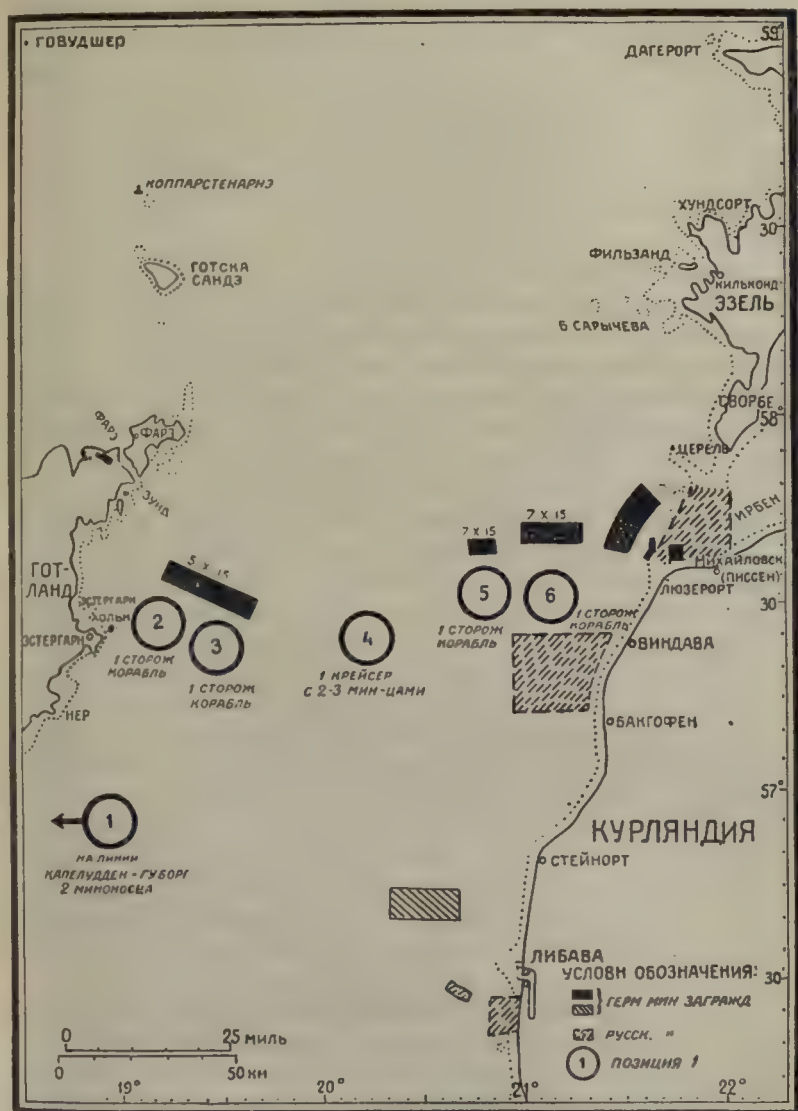 ГОВУДШЕР
59°
ДАГЕРОРТ
КОППАРСТЕНАРНЭ
ХУНДСОРТ
30
ФИЛЬЗАНД
ГОТСКА
САНДЭ
КИЛЬКОНД
ЭЗЕЛЬ
Б САРЫЧЕВА
СВОРБЕ
58°
ФАРЭ
ФАРЭ
ЦЕРЕЛЬ
ЗУНД
7 X 15
7 X 15
ИРБЕН
5 X 15
МИХАЙЛОВСК
(ПИССЕН)
ГОТ-
ЛАНД
ЛЮЗЕРОРТ
ЭСТЕРГАРН
ХОЛЬМ
30
ЭСТЕРГАРН
2
3
4
5
6
1 СТОРОЖ
КОРАБЛЬ
1 СТОРОЖ
КОРАБЛЬ
1 КРЕЙСЕР
С 2-3 МИН-ЦАМИ
1 СТОРОЖ
КОРАБЛЬ
1 СТОРОЖ
КОРАБЛЬ
ВИНДАВА
НЕР
БАКГОФЕН
57°
1
НА ЛИНИИ
КАПЕЛУДДЕН - ГУБОРГ
2 МИНОНОСЦА
КУРЛЯНДИЯ
СТЕЙНОРТ
ЛИБАВА
30
УСЛОВН ОБОЗНАЧЕНИЯ:
ГЕРМ МИН ЗАГРАЖД
РУССК. "
1 ПОЗИЦИЯ 1
0 25 МИЛЬ
0 50 КМ
19° 20° 21° 22°